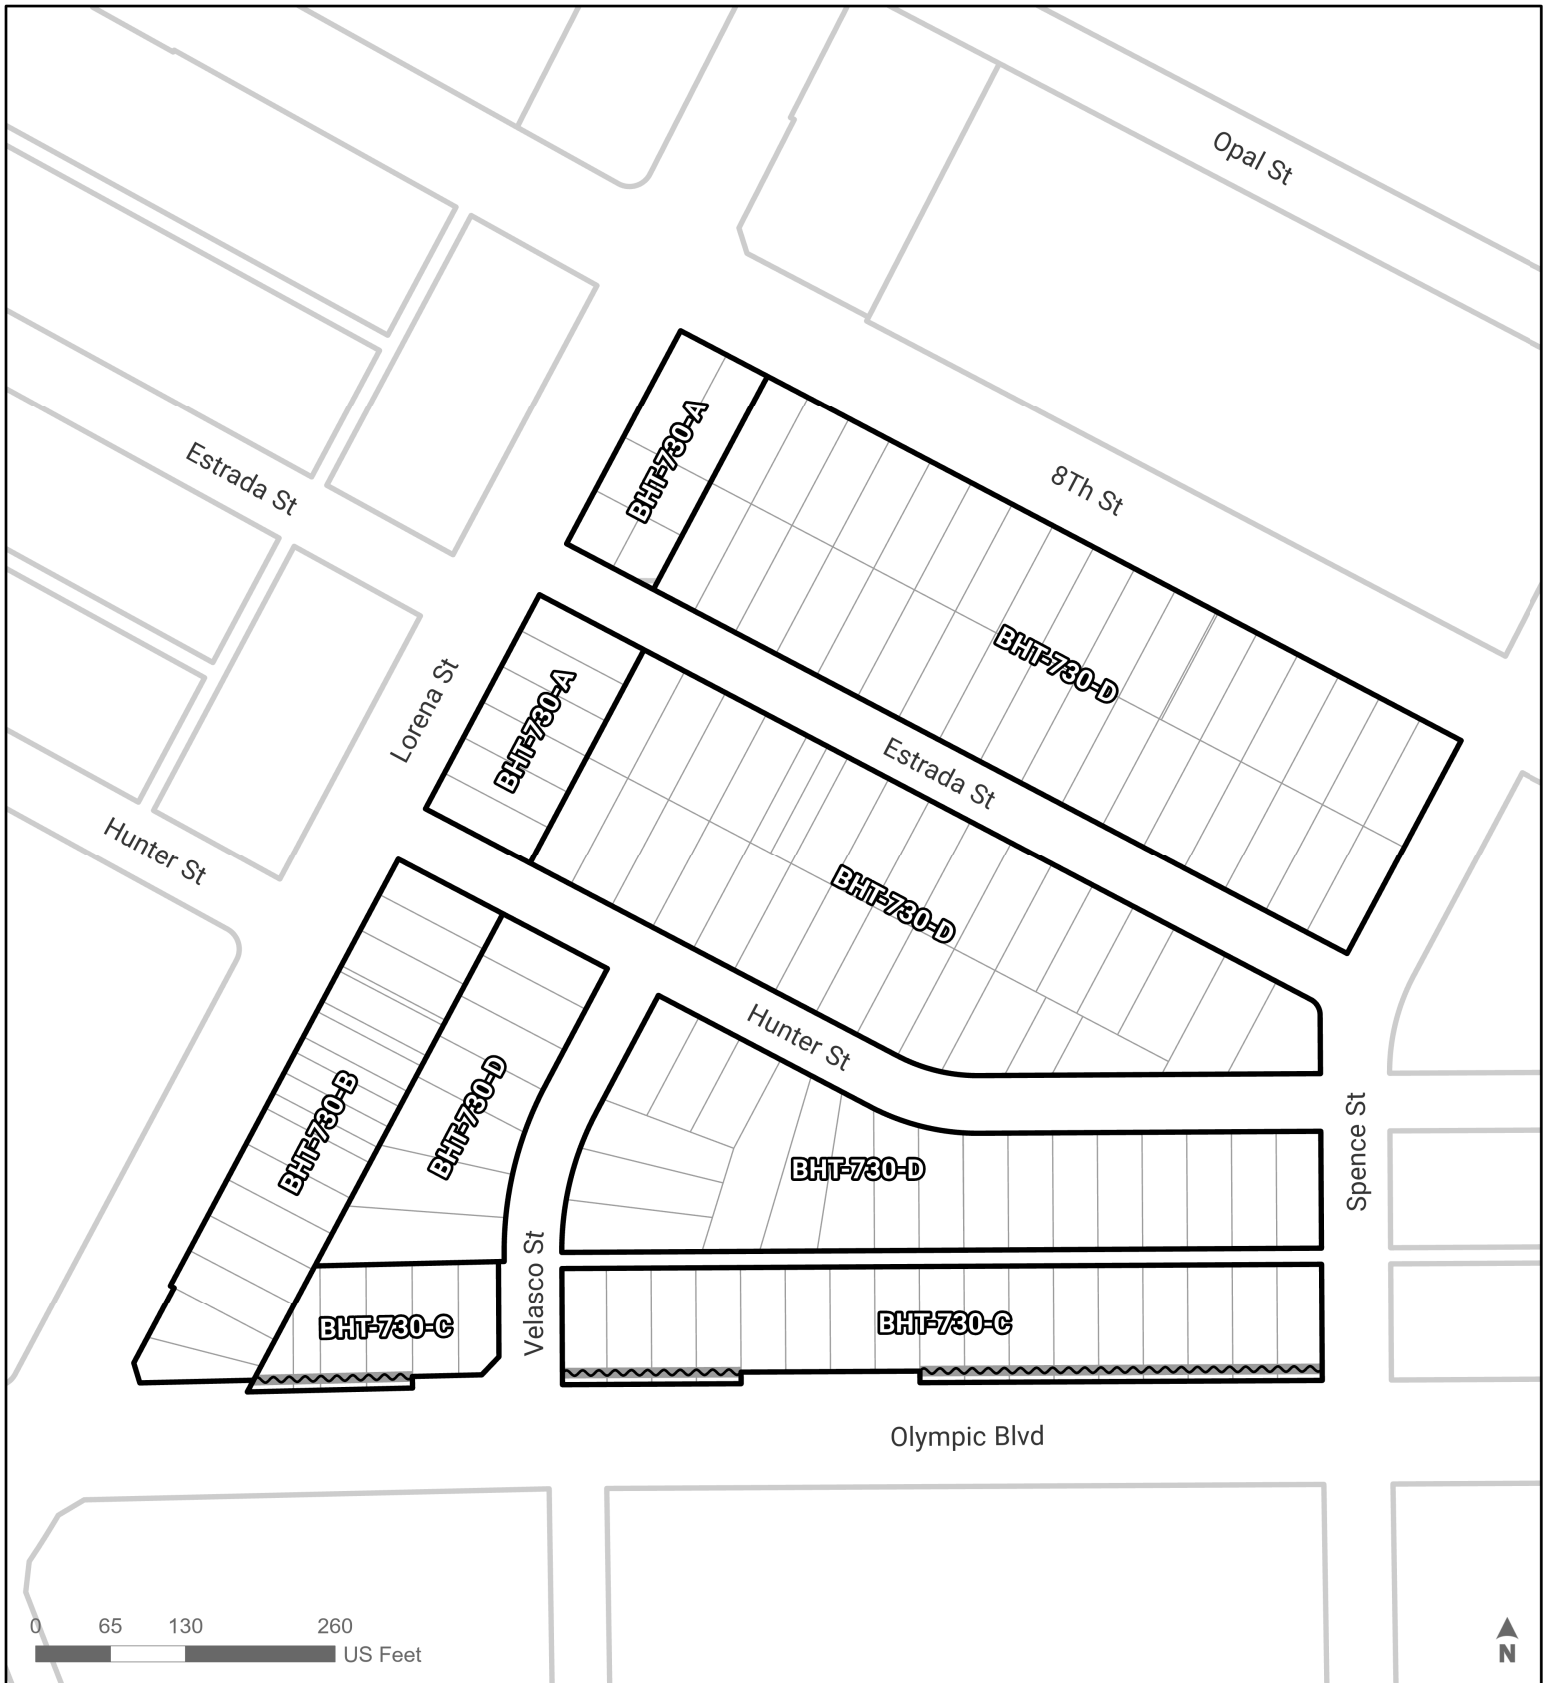 Opal St
BHT-730-A
8Th St
Estrada St
BHT-730-D
Lorena St
BHT-730-A
Estrada St
Hunter St
BHT-730-D
Hunter St
BHT-730-B
BHT-730-D
BHT-730-D
Spence St
Velasco St
BHT-730-C
BHT-730-C
Olympic Blvd
0 65 130 260
US Feet
N